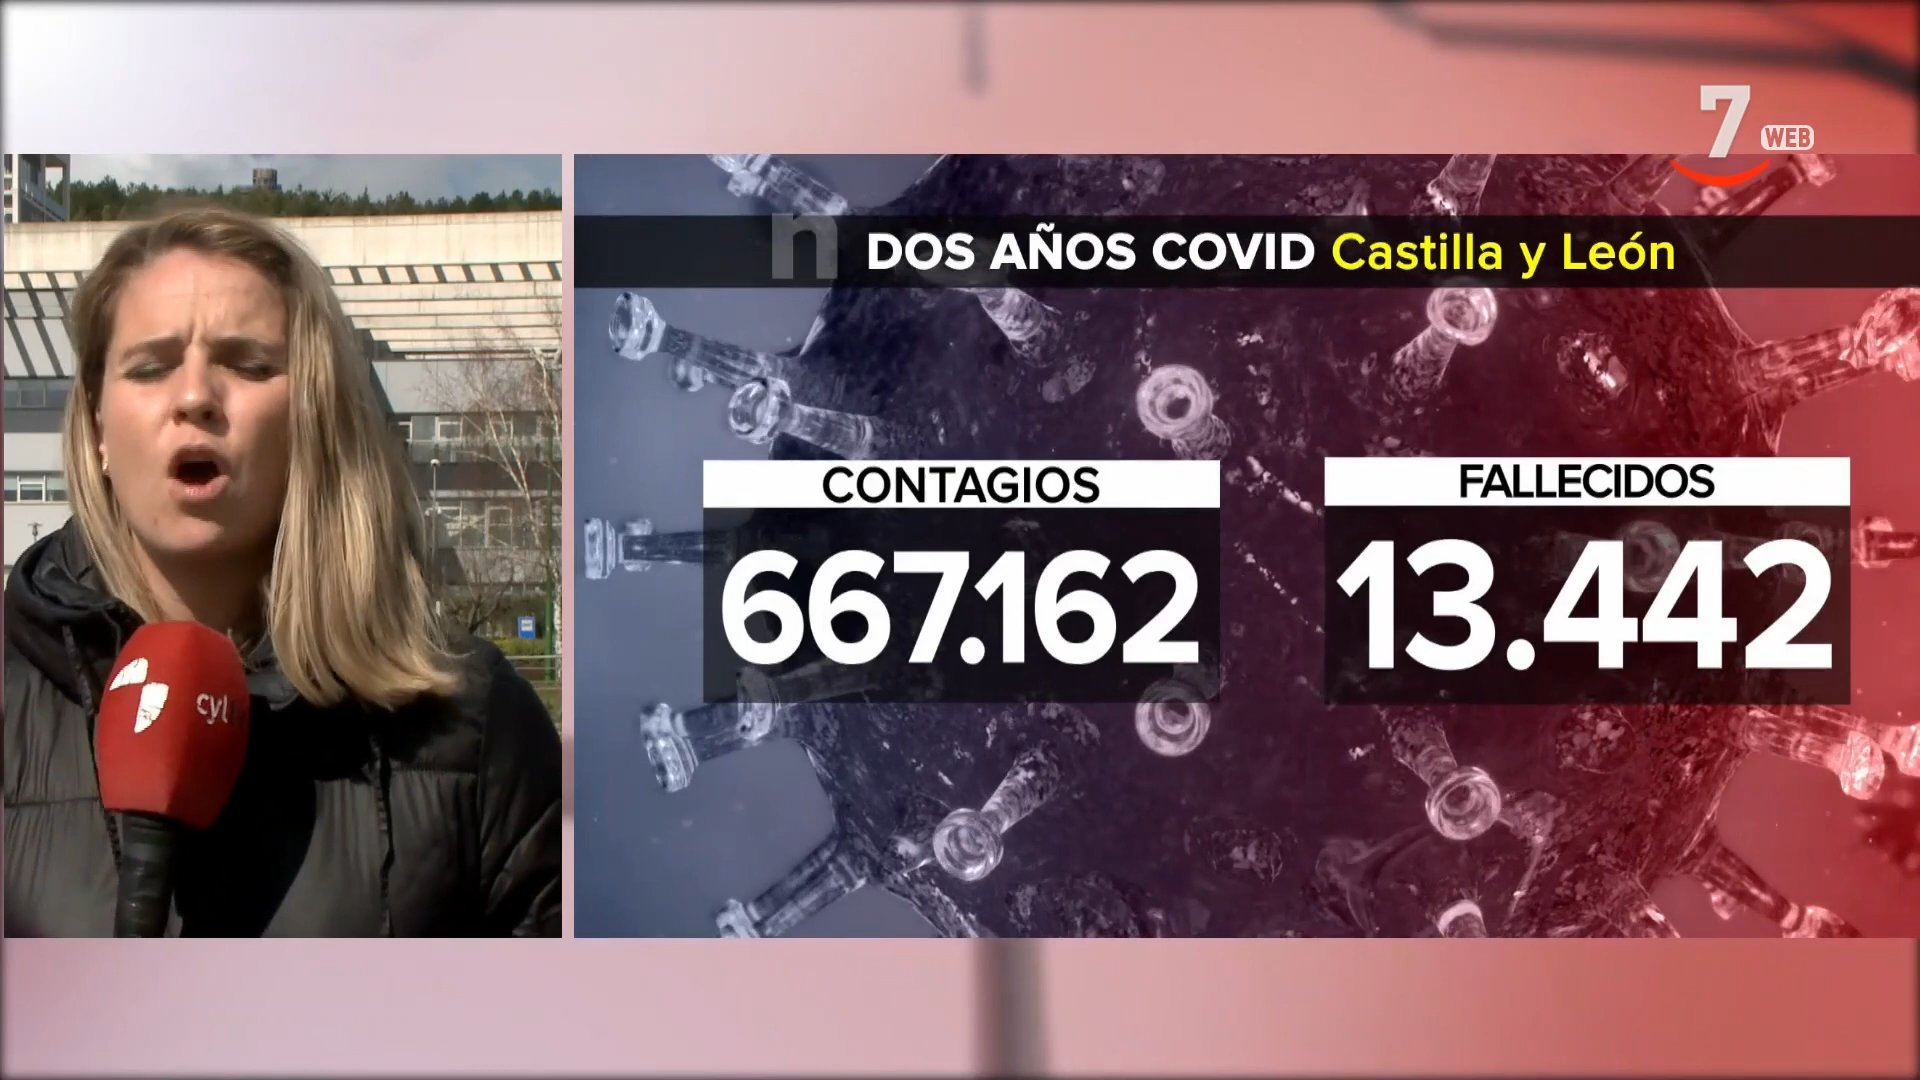 7
WEB
n
DOS AÑOS COVID Castilla y León
CONTAGIOS
667.162
FALLECIDOS
13.442
cyl